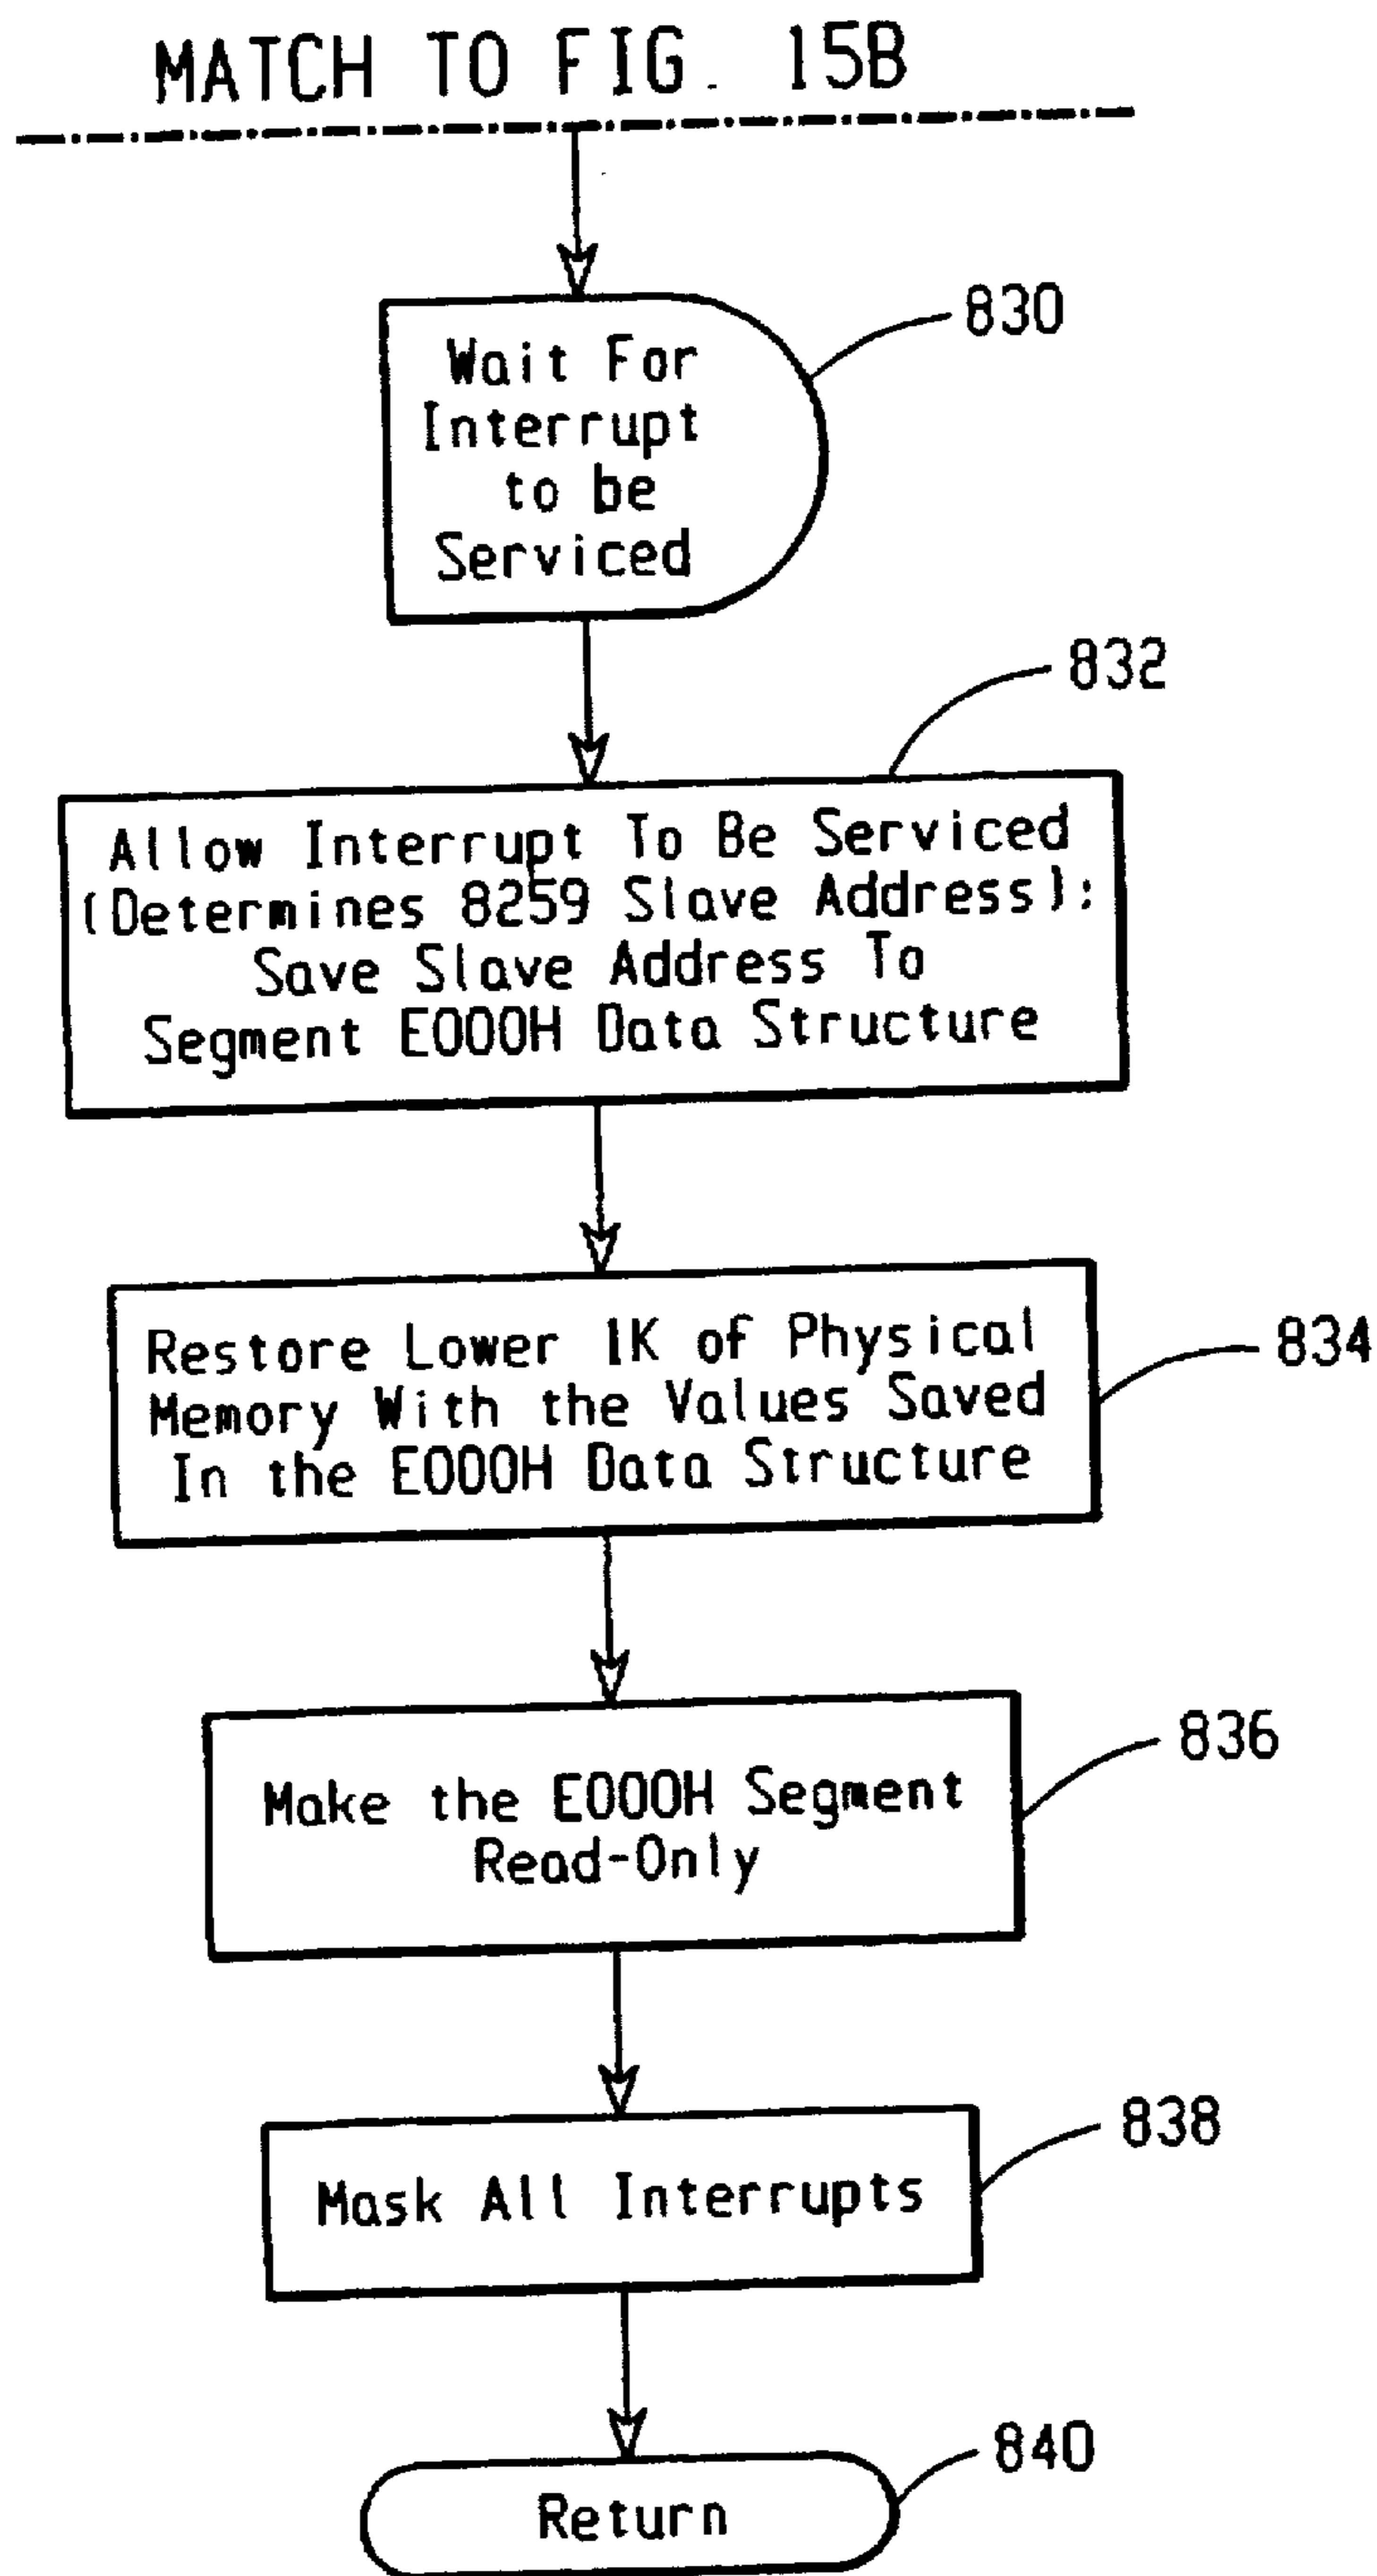 MATCH TO FIG. 15B
830
Wait For
Interrupt
to be
Serviced
832
Allow Interrupt To Be Serviced
(Determines 8259 Slave Address);
Save Slave Address To
Segment E000H Data Structure
834
Restore Lower 1K of Physical
Memory With the Values Saved
In the E000H Data Structure
836
Make the E000H Segment
Read-Only
838
Mask All Interrupts
840
Return